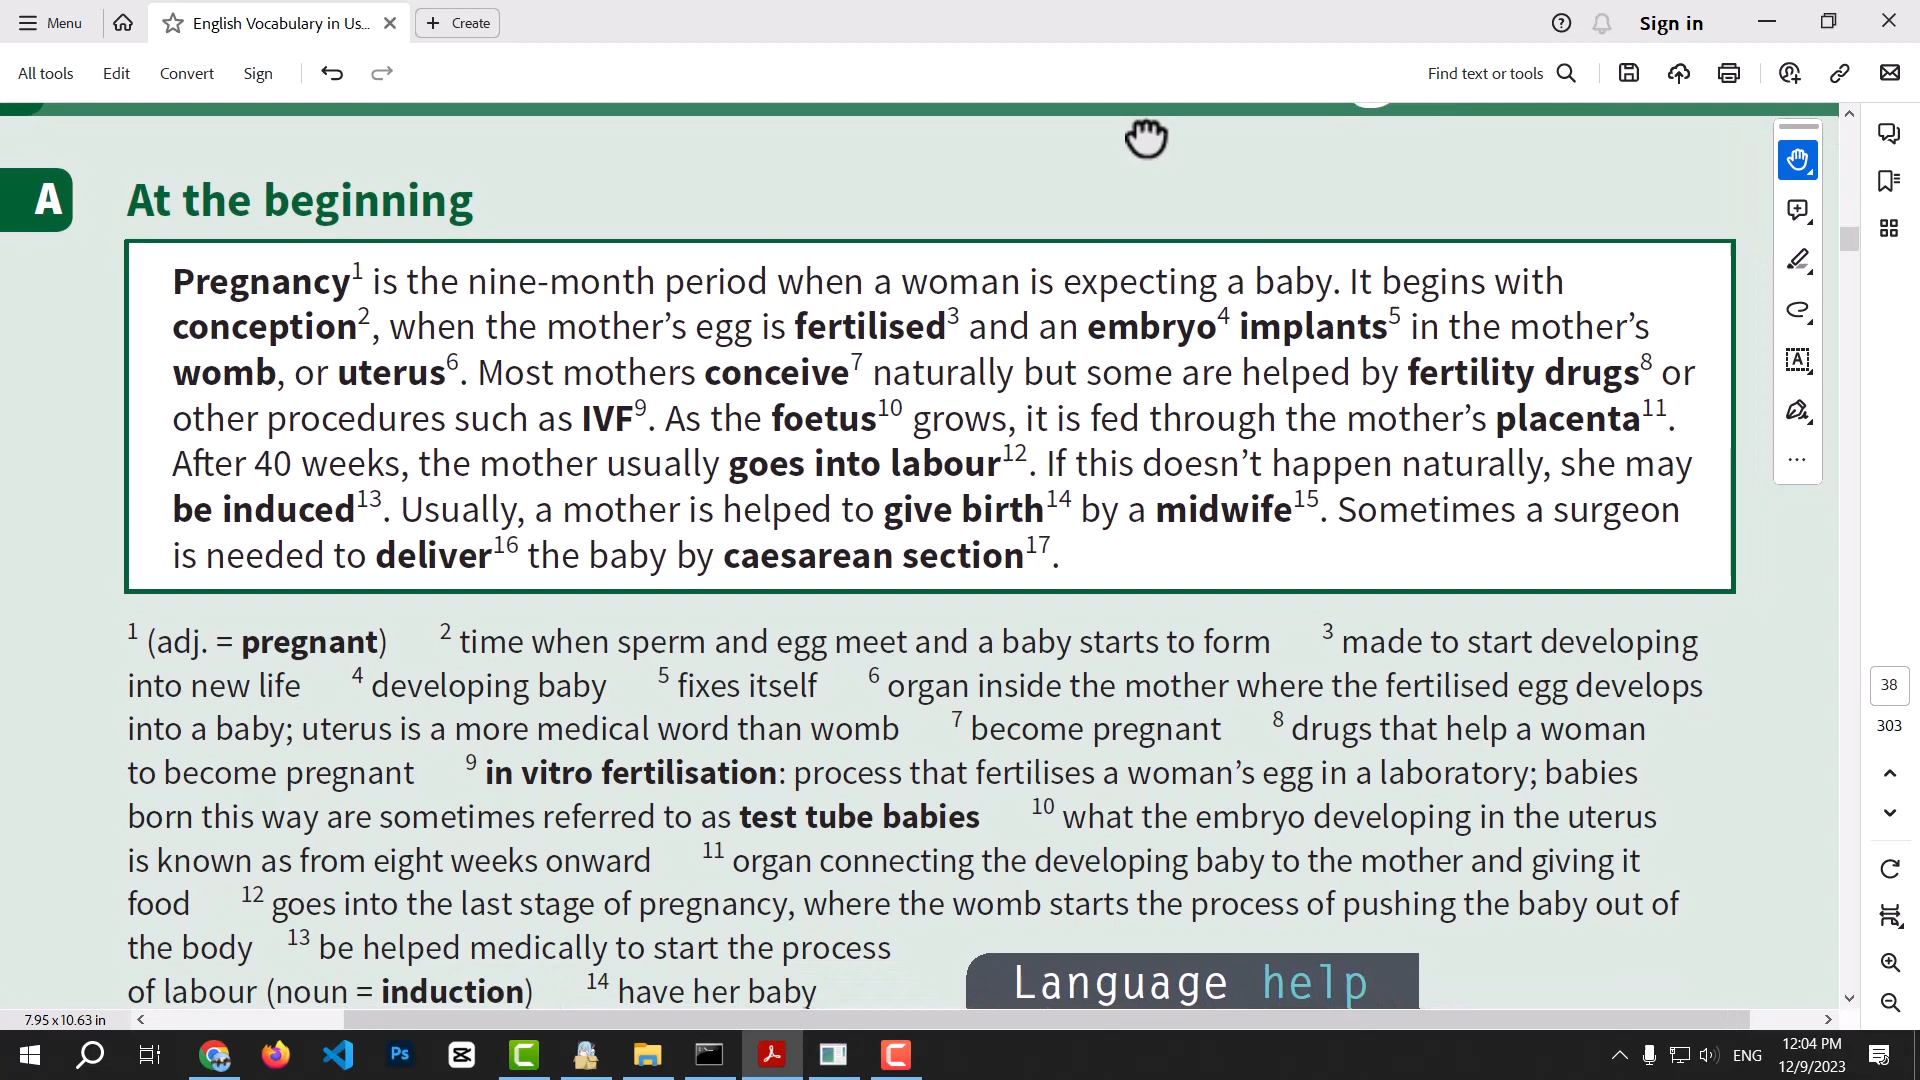 Menu
English Vocabulary in Us...
Create
Sign in
All tools
Edit
Convert
Sign
Find text or tools
A
At the beginning
Pregnancy1 is the nine-month period when a woman is expecting a baby. It begins with
conception2, when the mother’s egg is fertilised3 and an embryo4 implants5 in the mother’s
womb, or uterus6. Most mothers conceive7 naturally but some are helped by fertility drugs8 or
other procedures such as IVF9. As the foetus10 grows, it is fed through the mother’s placenta11.
After 40 weeks, the mother usually goes into labour12. If this doesn’t happen naturally, she may
be induced13. Usually, a mother is helped to give birth14 by a midwife15. Sometimes a surgeon
is needed to deliver16 the baby by caesarean section17.
1 (adj. = pregnant) 2 time when sperm and egg meet and a baby starts to form 3 made to start developing
into new life 4 developing baby 5 fixes itself 6 organ inside the mother where the fertilised egg develops
into a baby; uterus is a more medical word than womb 7 become pregnant 8 drugs that help a woman
to become pregnant 9 in vitro fertilisation: process that fertilises a woman’s egg in a laboratory; babies
born this way are sometimes referred to as test tube babies 10 what the embryo developing in the uterus
is known as from eight weeks onward 11 organ connecting the developing baby to the mother and giving it
food 12 goes into the last stage of pregnancy, where the womb starts the process of pushing the baby out of
the body 13 be helped medically to start the process
of labour (noun = induction) 14 have her baby
Language help
38
303
7.95 x 10.63 in
Ps
ENG
12:04 PM
12/9/2023